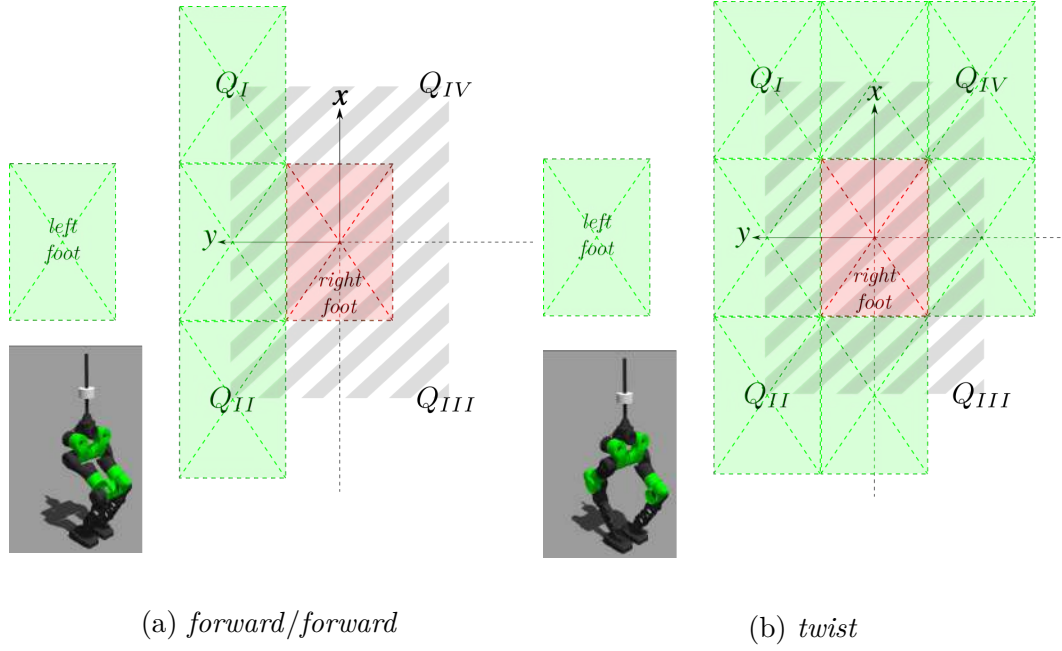 Q_I
Q_IV
x
left
foot
y
right
foot
Q_II
Q_III
(a) forward/forward
Q_I
Q_IV
x
left
foot
y
right
foot
Q_II
Q_III
(b) twist